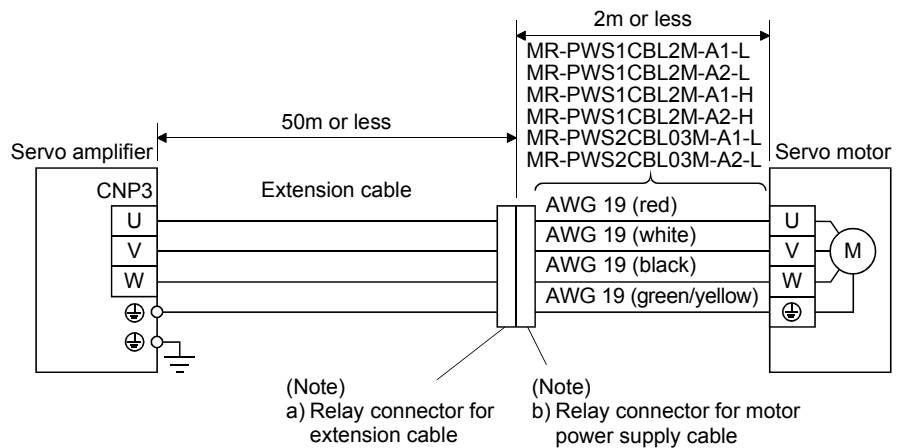 2m or less
MR-PWS1CBL2M-A1-L
MR-PWS1CBL2M-A2-L
MR-PWS1CBL2M-A1-H
MR-PWS1CBL2M-A2-H
MR-PWS2CBL03M-A1-L
MR-PWS2CBL03M-A2-L
50m or less
Servo amplifier
Servo motor
CNP3
Extension cable
U
V
W
AWG 19 (red)
AWG 19 (white)
AWG 19 (black)
AWG 19 (green/yellow)
U
V
W
M
(Note)
a) Relay connector for
extension cable
(Note)
b) Relay connector for motor
power supply cable